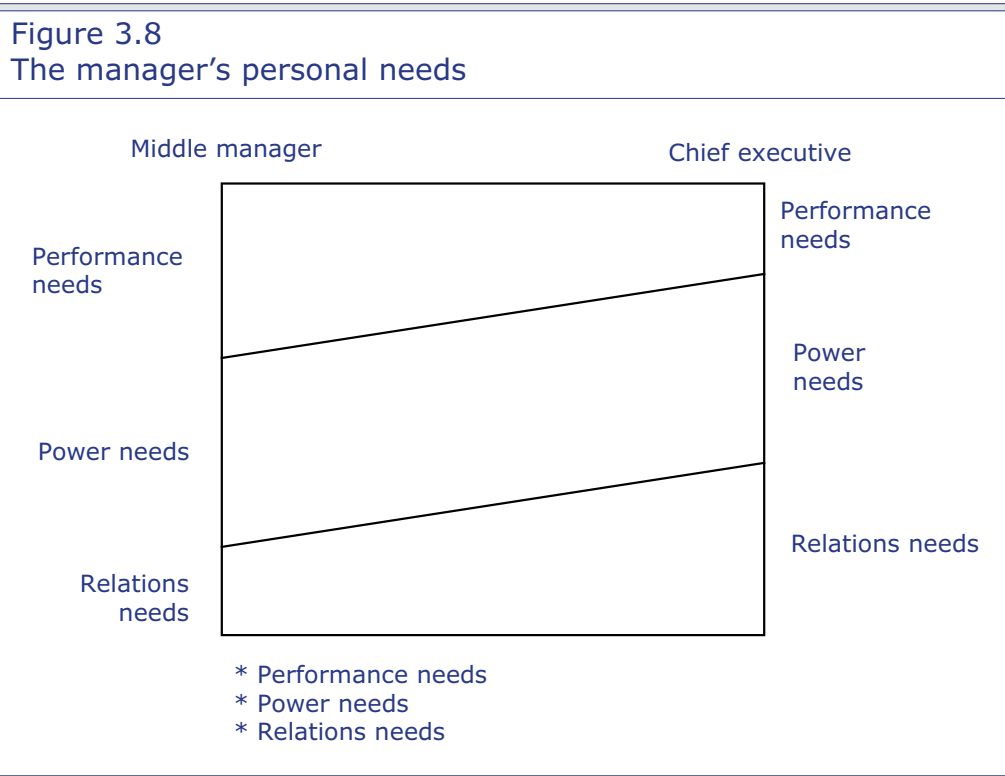 Figure 3.8
The manager’s personal needs
Middle manager
Chief executive
Performance
needs
Performance
needs
Power
needs
Power needs
Relations needs
Relations
needs
* Performance needs
* Power needs
* Relations needs